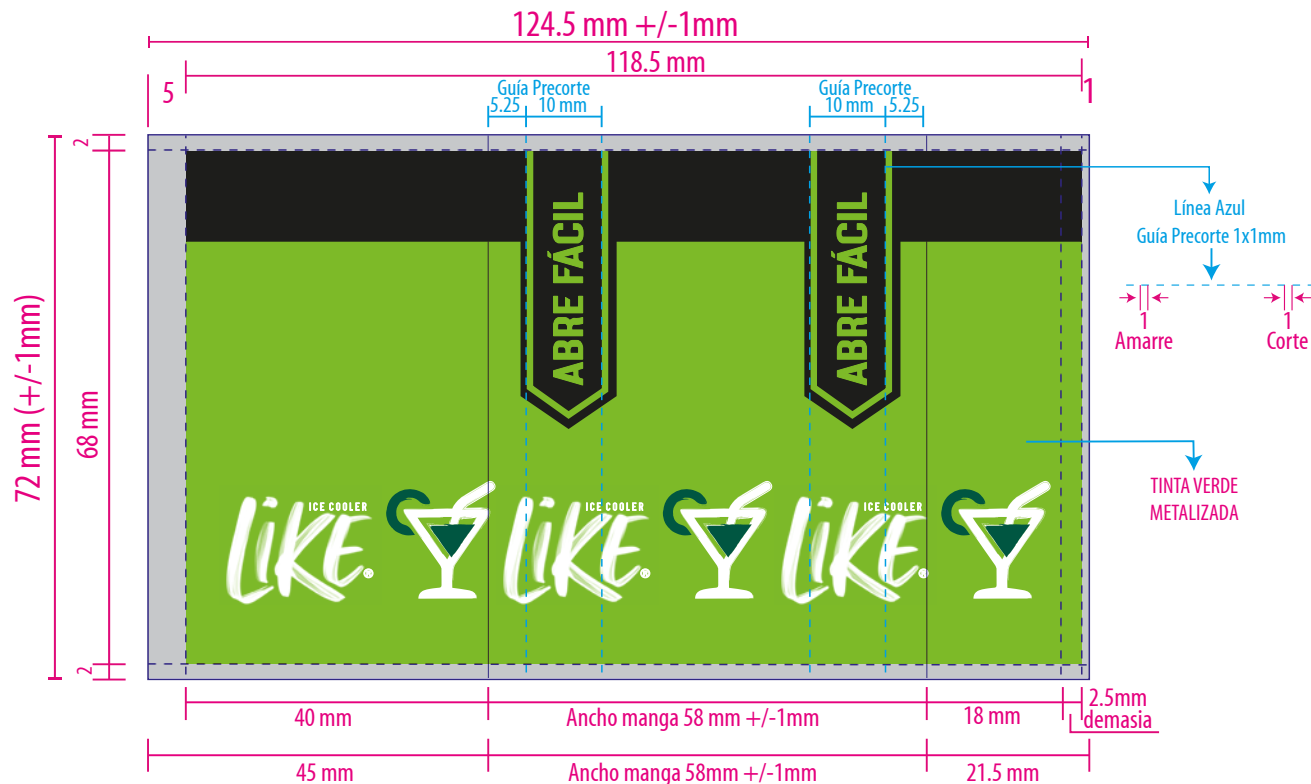 124.5 mm +/-1mm
118.5 mm
5
1
Guía Precorte
5.25
10 mm
Guía Precorte
10 mm
5.25
2
72 mm (+/-1mm)
68 mm
2
ABRE FÁCIL
ABRE FÁCIL
Línea Azul
Guía Precorte 1x1mm
1
Amarre
1
Corte
TINTA VERDE
METALIZADA
ICE COOLER
LiKE®
ICE COOLER
LiKE®
ICE COOLER
LiKE®
40 mm
Ancho manga 58 mm +/-1mm
18 mm
2.5mm
demasia
45 mm
Ancho manga 58mm +/-1mm
21.5 mm